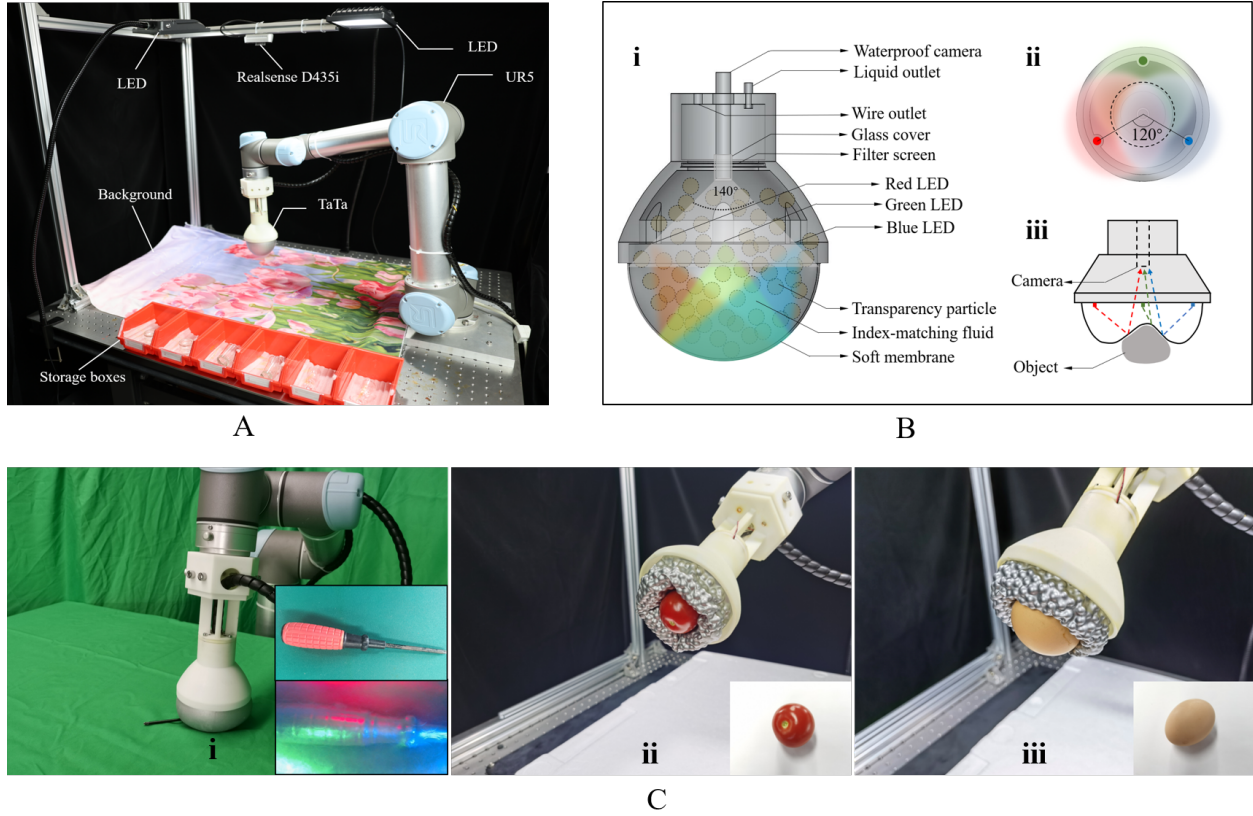 LED
LED
Realsense D435i
UR5
Background
TaTa
Storage boxes
A
i
Waterproof camera
Liquid outlet
Wire outlet
Glass cover
Filter screen
140°
Red LED
Green LED
Blue LED
Transparency particle
Index-matching fluid
Soft membrane
ii
120°
iii
Camera
Object
B
i
ii
iii
C